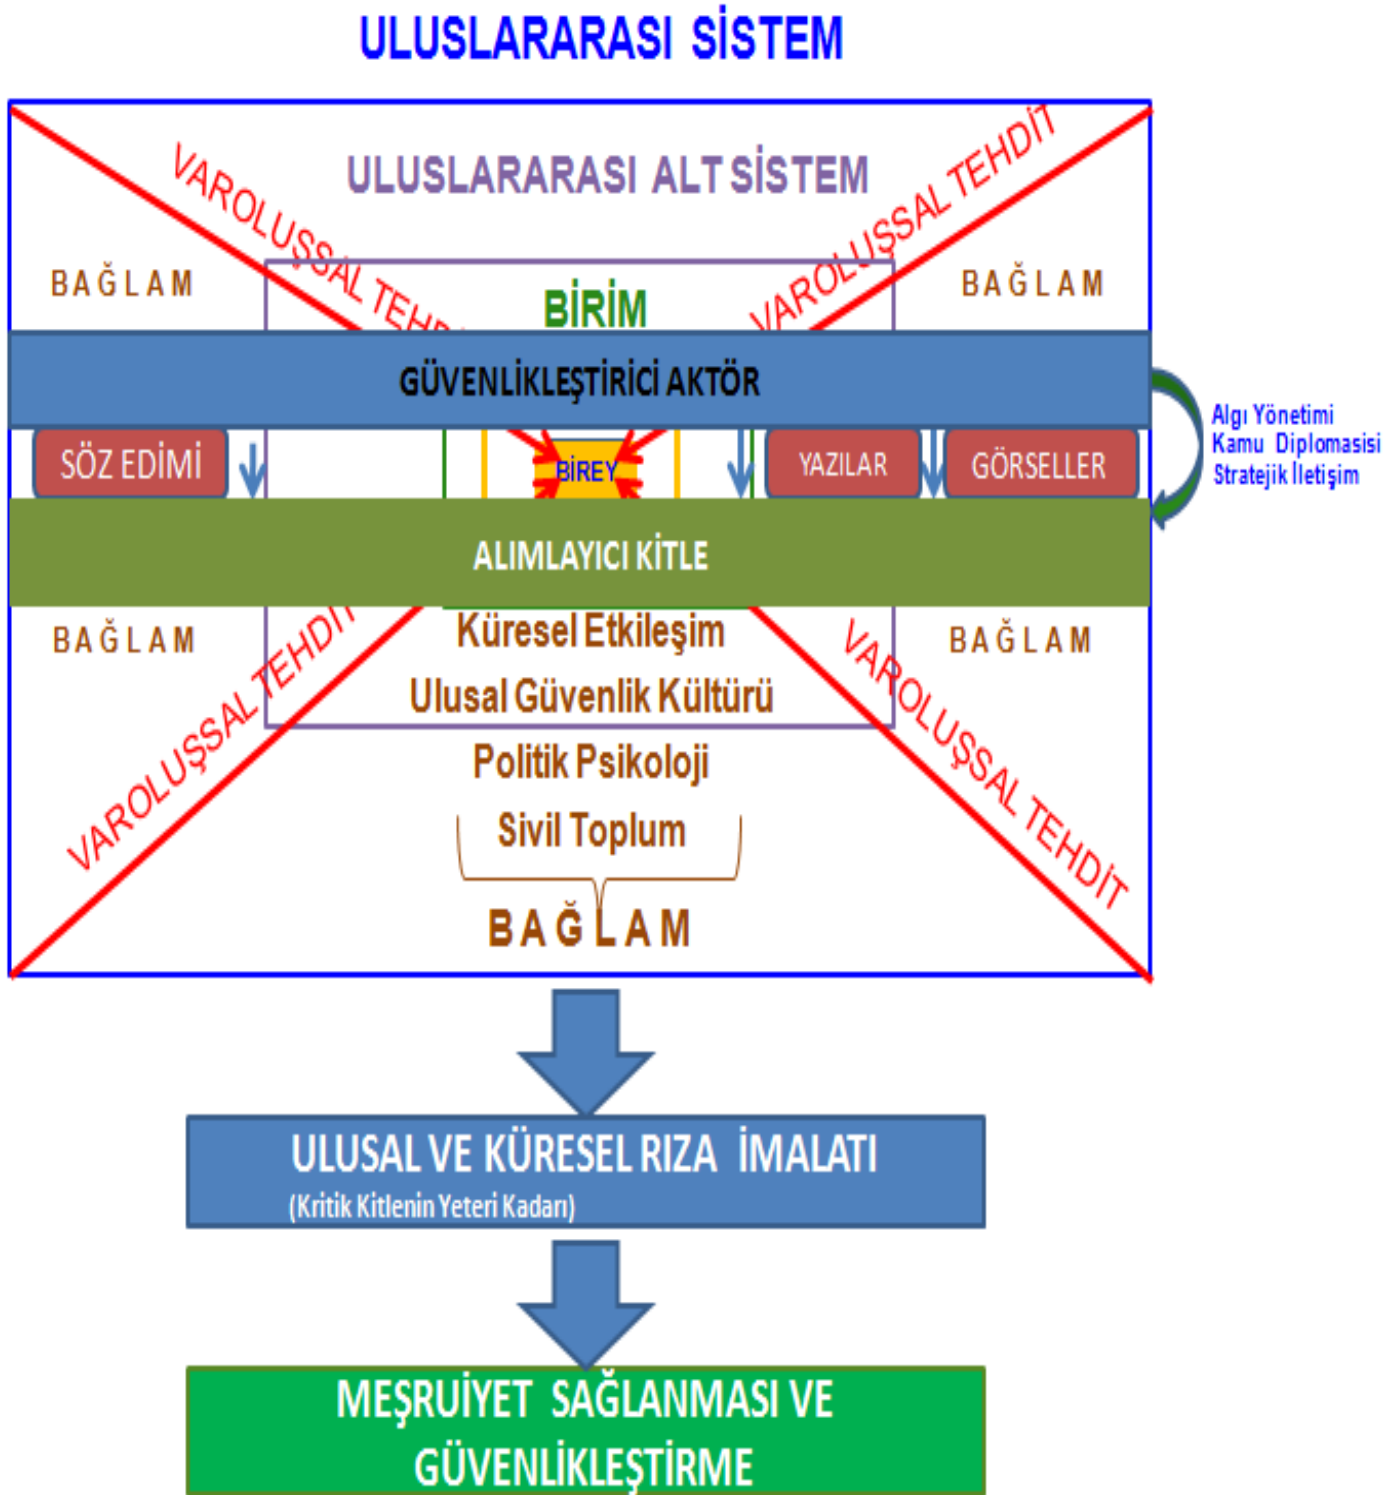 ULUSLARARASI SİSTEM
VAROLUŞSAL TEHDİT
ULUSLARARASI ALT SİSTEM
VAROLUŞSAL TEHDİT
BAĞLAM
BİRİM
BAĞLAM
GÜVENLİKLEŞTİRİCİ AKTÖR
SÖZ EDİMİ
BİREY
YAZILAR
GÖRSELLER
Algı Yönetimi
Kamu Diplomasisi
Stratejik İletişim
ALIMLAYICI KİTLE
BAĞLAM
VAROLUŞSAL TEHDİT
Küresel Etkileşim
BAĞLAM
VAROLUŞSAL TEHDİT
Ulusal Güvenlik Kültürü
Politik Psikoloji
Sivil Toplum
BAĞLAM
ULUSAL VE KÜRESEL RIZA İMALATI
(Kritik Kitlenin Yeteri Kadarı)
MEŞRUİYET SAĞLANMASI VE
GÜVENLİKLEŞTİRME